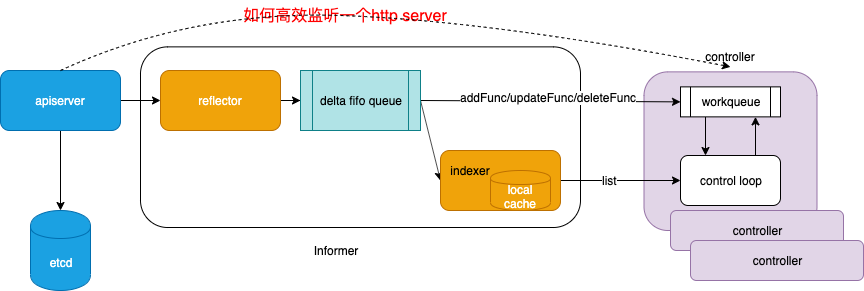 如何高效监听一个http server
controller
apiserver
reflector
delta fifo queue
addFunc/updateFunc/deleteFunc
workqueue
indexer
local
cache
list
control loop
controller
controller
Informer
etcd